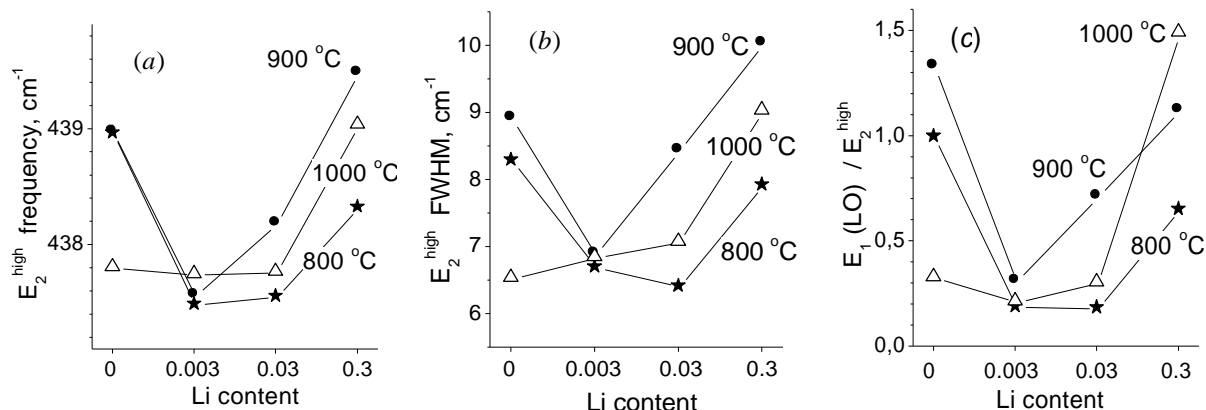 (a)
900 °C
1000 °C
800 °C
439
438
E₂ʰⁱᵍʰ frequency, cm⁻¹
0 0.003 0.03 0.3
Li content
(b)
900 °C
1000 °C
800 °C
10
9
8
7
6
E₂ʰⁱᵍʰ FWHM, cm⁻¹
0 0.003 0.03 0.3
Li content
(c)
1000 °C
900 °C
800 °C
1,5
1,0
0,5
0,0
E₁ (LO) / E₂ʰⁱᵍʰ
0 0.003 0.03 0.3
Li content